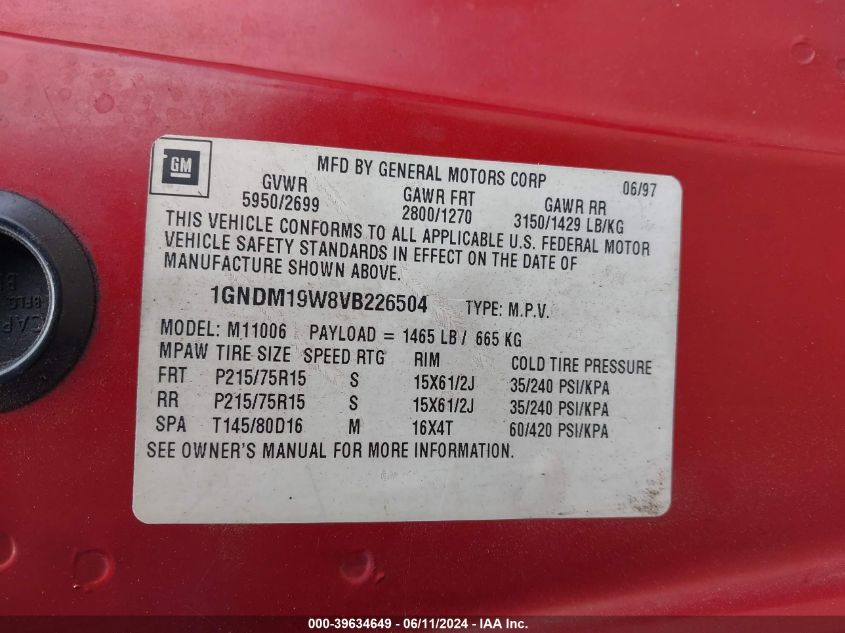 GM
MFD BY GENERAL MOTORS CORP 06/97
GVWR GAWR FRT GAWR RR
5950/2699 2800/1270 3150/1429 LB/KG
THIS VEHICLE CONFORMS TO ALL APPLICABLE U.S. FEDERAL MOTOR
VEHICLE SAFETY STANDARDS IN EFFECT ON THE DATE OF
MANUFACTURE SHOWN ABOVE.
1GNDM19W8VB226504 TYPE: M.P.V.
MODEL: M11006 PAYLOAD = 1465 LB / 665 KG
MPAW TIRE SIZE SPEED RTG RIM COLD TIRE PRESSURE
FRT P215/75R15 S 15X61/2J 35/240 PSI/KPA
RR P215/75R15 S 15X61/2J 35/240 PSI/KPA
SPA T145/80D16 M 16X4T 60/420 PSI/KPA
SEE OWNER'S MANUAL FOR MORE INFORMATION.
000-39634649 - 06/11/2024 - IAA Inc.